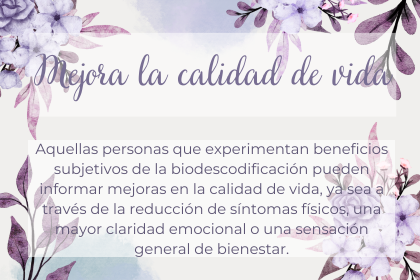 Mejora la calidad de vida
Aquellas personas que experimentan beneficios
subjetivos de la biodescodificación pueden
informar mejoras en la calidad de vida, ya sea a
través de la reducción de síntomas físicos, una
mayor claridad emocional o una sensación
general de bienestar.